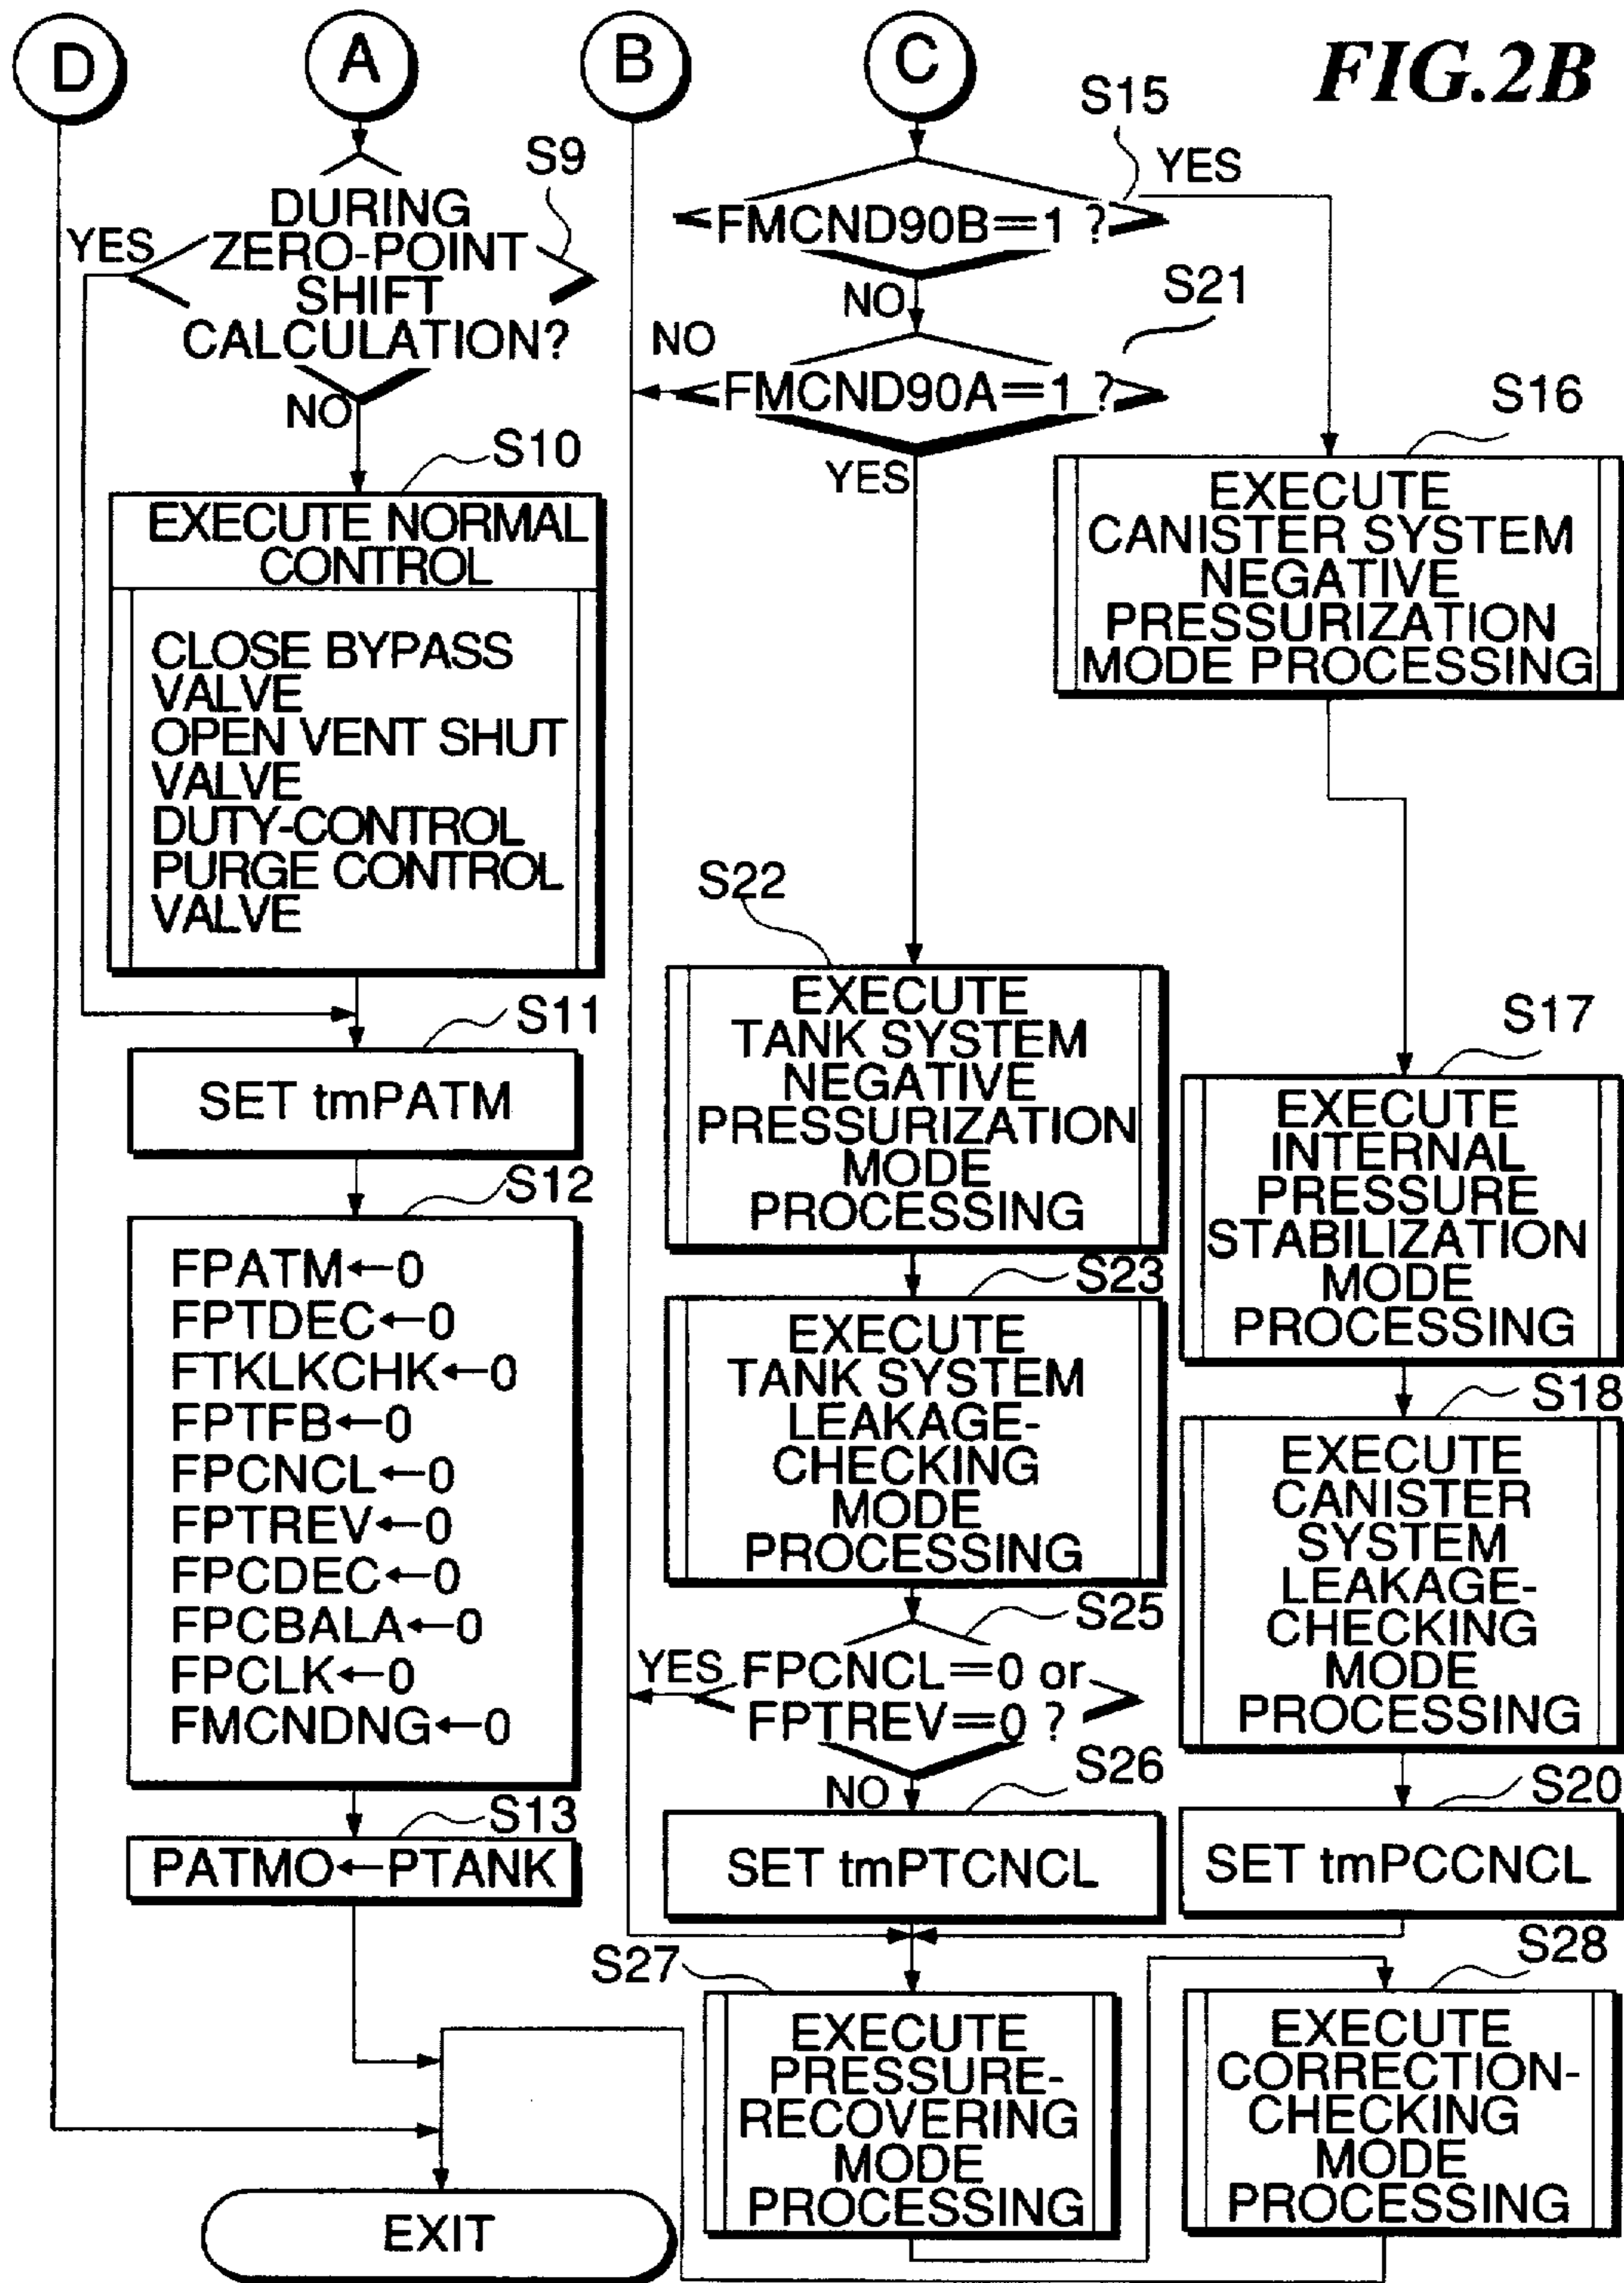 FIG.2B
D
A
B
C
S9
DURING
ZERO-POINT
SHIFT
CALCULATION?
YES
NO
S10
EXECUTE NORMAL
CONTROL
CLOSE BYPASS
VALVE
OPEN VENT SHUT
VALVE
DUTY-CONTROL
PURGE CONTROL
VALVE
S11
SET tmPATM
S12
FPATM←0
FPTDEC←0
FTKLKCHK←0
FPTFB←0
FPCNCL←0
FPTREV←0
FPCDEC←0
FPCBALA←0
FPCLK←0
FMCNDNG←0
S13
PATMO←PTANK
S15
YES
FMCND90B=1 ?
NO
S21
NO
FMCND90A=1 ?
YES
S16
EXECUTE
CANISTER SYSTEM
NEGATIVE
PRESSURIZATION
MODE PROCESSING
S22
EXECUTE
TANK SYSTEM
NEGATIVE
PRESSURIZATION
MODE
PROCESSING
S17
EXECUTE
INTERNAL
PRESSURE
STABILIZATION
MODE
PROCESSING
S23
EXECUTE
TANK SYSTEM
LEAKAGE-
CHECKING
MODE
PROCESSING
S18
EXECUTE
CANISTER
SYSTEM
LEAKAGE-
CHECKING
MODE
PROCESSING
S25
YES
FPCNCL=0 or
FPTREV=0 ?
NO
S26
SET tmPTCNCL
S20
SET tmPCCNCL
S27
EXECUTE
PRESSURE-
RECOVERING
MODE
PROCESSING
S28
EXECUTE
CORRECTION-
CHECKING
MODE
PROCESSING
EXIT